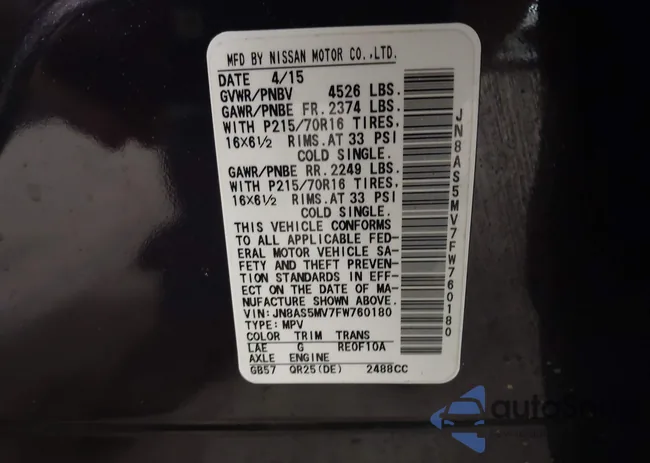 MFD BY NISSAN MOTOR CO.,LTD.
DATE 4/15
GVWR/PNBV 4526 LBS.
GAWR/PNBE FR. 2374 LBS.
WITH P215/70R16 TIRES.
16X6½ RIMS.AT 33 PSI
COLD SINGLE.
GAWR/PNBE RR. 2249 LBS.
WITH P215/70R16 TIRES.
16X6½ RIMS.AT 33 PSI
COLD SINGLE.
THIS VEHICLE CONFORMS
TO ALL APPLICABLE FED-
ERAL MOTOR VEHICLE SA-
FETY AND THEFT PREVEN-
TION STANDARDS IN EFF-
ECT ON THE DATE OF MA-
NUFACTURE SHOWN ABOVE.
VIN:JN8AS5MV7FW760180
TYPE:MPV
COLOR TRIM TRANS
LAE G RE0F10A
AXLE ENGINE
GB57 QR25(DE) 2488CC
JN8AS5MV7FW760180